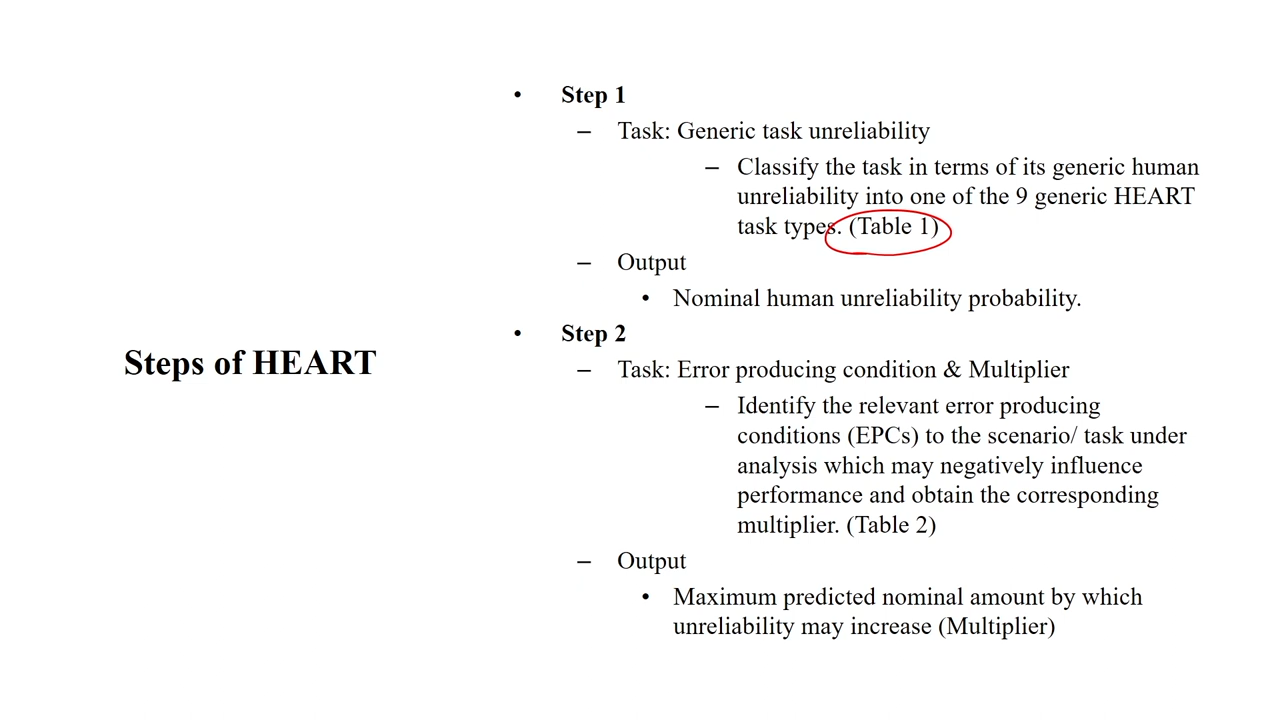 Steps of HEART
• Step 1
– Task: Generic task unreliability
– Classify the task in terms of its generic human
unreliability into one of the 9 generic HEART
task types. (Table 1)
– Output
• Nominal human unreliability probability.
• Step 2
– Task: Error producing condition & Multiplier
– Identify the relevant error producing
conditions (EPCs) to the scenario/ task under
analysis which may negatively influence
performance and obtain the corresponding
multiplier. (Table 2)
– Output
• Maximum predicted nominal amount by which
unreliability may increase (Multiplier)